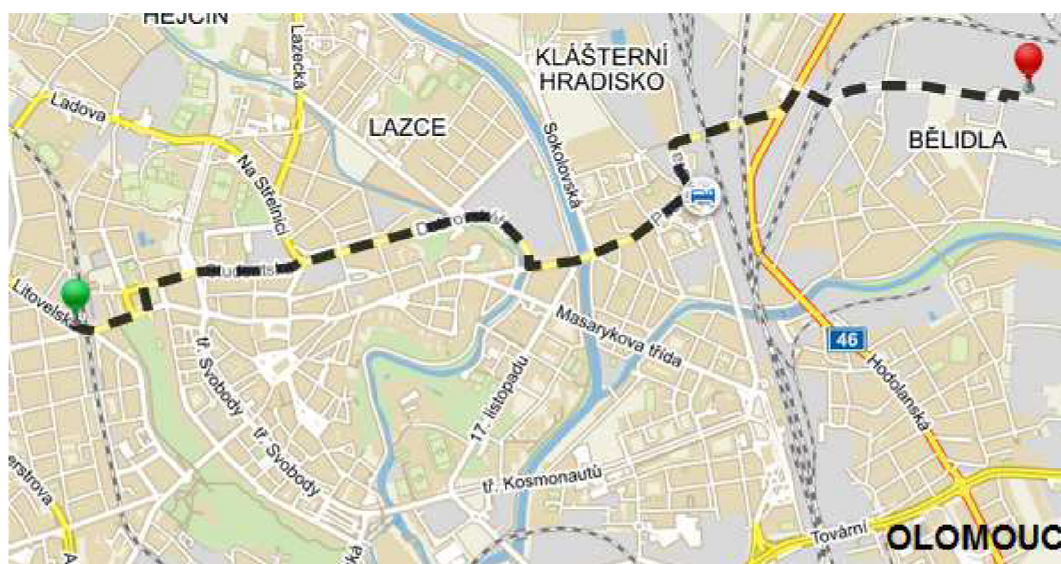 HEJČÍN
Lazecká
KLÁŠTERNÍ
HRADISKO
Ladova
LAZCE
Sokolovská
BĚLIDLA
Na Střelnici
Litovelská
Masarykova třída
46
tř. Svobody
17. listopadu
Hodolanská
tř. Svobody
tř. Kosmonautů
Tovární
OLOMOUC